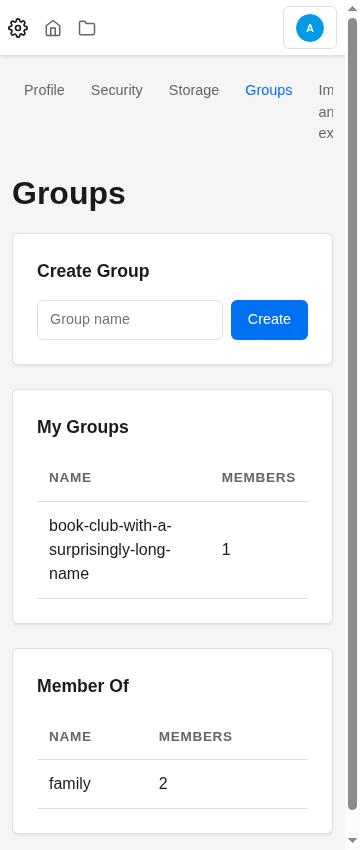 A
Profile Security Storage Groups Im
an
ex
Groups
Create Group
Group name Create
My Groups
NAME MEMBERS
book-club-with-a-
surprisingly-long- 1
name
Member Of
NAME MEMBERS
family 2